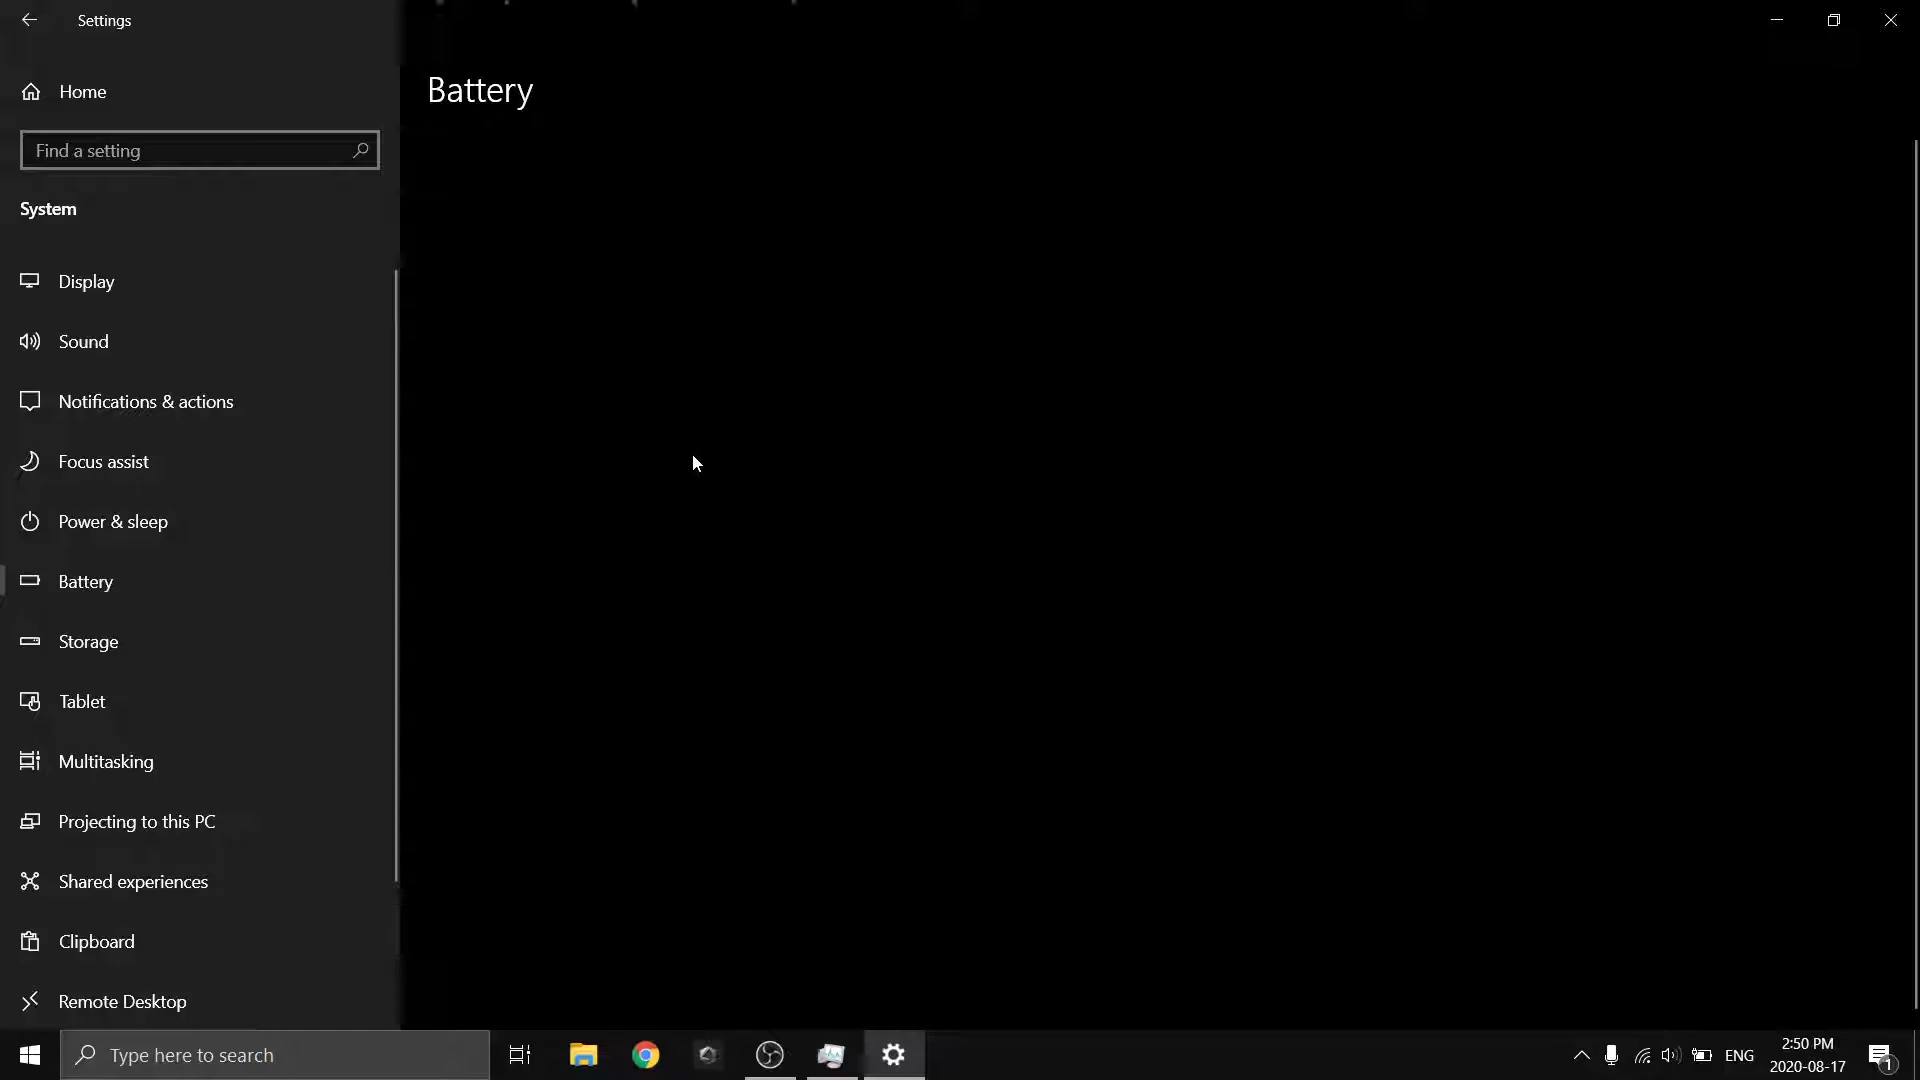 Settings
Home
Find a setting
System
Display
Sound
Notifications & actions
Focus assist
Power & sleep
Battery
Storage
Tablet
Multitasking
Projecting to this PC
Shared experiences
Clipboard
Remote Desktop
Battery
Type here to search
ENG
2:50 PM
2020-08-17
1